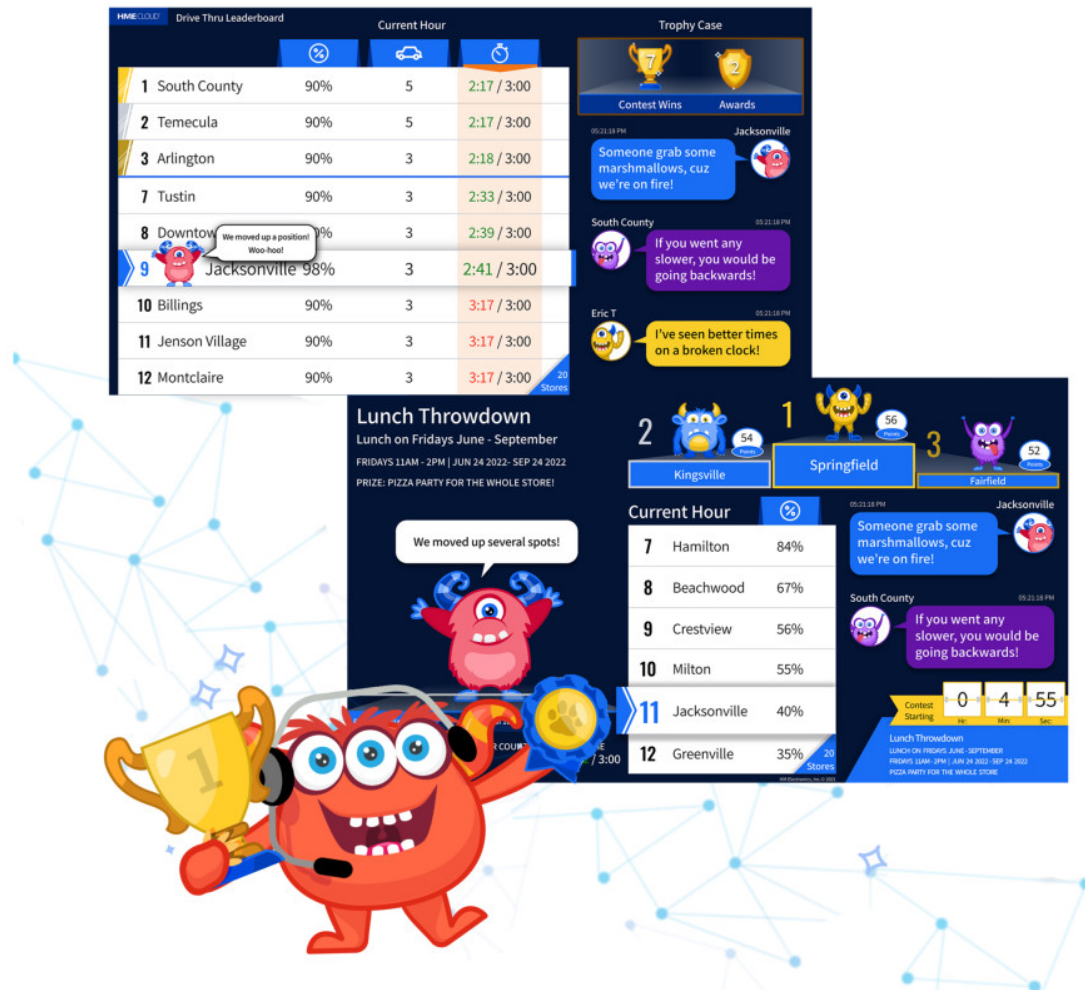 HMECLOUD
Drive Thru Leaderboard
Current Hour
1 South County 90% 5 2:17 / 3:00
2 Temecula 90% 5 2:17 / 3:00
3 Arlington 90% 3 2:18 / 3:00
7 Tustin 90% 3 2:33 / 3:00
8 Downtow 0% 3 2:39 / 3:00
We moved up a position!
Woo-hoo!
9 Jacksonville 98% 3 2:41 / 3:00
10 Billings 90% 3 3:17 / 3:00
11 Jenson Village 90% 3 3:17 / 3:00
12 Montclaire 90% 3 3:17 / 3:00
20
Stores
Trophy Case
7 2
Contest Wins Awards
05:21:18 PM Jacksonville
Someone grab some
marshmallows, cuz
we're on fire!
South County 05:21:18 PM
If you went any
slower, you would be
going backwards!
Eric T 05:21:18 PM
I've seen better times
on a broken clock!
Lunch Throwdown
Lunch on Fridays June - September
FRIDAYS 11AM - 2PM | JUN 24 2022- SEP 24 2022
PRIZE: PIZZA PARTY FOR THE WHOLE STORE!
We moved up several spots!
2 54 Points Kingsville
1 56 Points Springfield
3 52 Points Fairfield
Current Hour
7 Hamilton 84%
8 Beachwood 67%
9 Crestview 56%
10 Milton 55%
11 Jacksonville 40%
12 Greenville 35%
20
Stores
/ 3:00
05:21:18 PM Jacksonville
Someone grab some
marshmallows, cuz
we're on fire!
South County 05:21:18 PM
If you went any
slower, you would be
going backwards!
Contest
Starting
0 4 55
Hr: Min: Sec:
Lunch Throwdown
LUNCH ON FRIDAYS JUNE- SEPTEMBER
FRIDAYS 11AM- 2PM | JUN 24 2022 -SEP 24 2022
PIZZA PARTY FOR THE WHOLE STORE
1